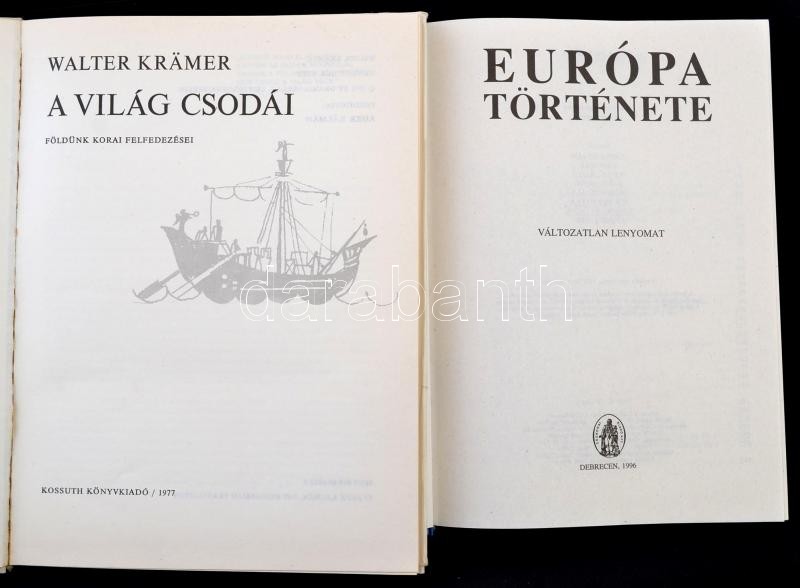 WALTER KRÄMER
A VILÁG CSODÁI
FÖLDÜNK KORAI FELFEDEZÉSEI
KOSSUTH KÖNYVKIADÓ / 1977
EURÓPA
TÖRTÉNETE
VÁLTOZATLAN LENYOMAT
DEBRECEN, 1996
darabanth